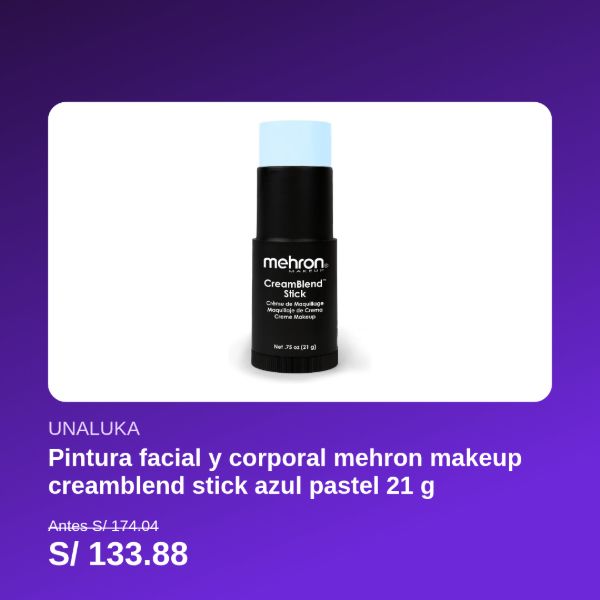 mehron
MAKEUP
CreamBlend™
Stick
Crème de Maquillage
Maquillaje de Crema
Creme Makeup
Net .75 oz (21 g)
UNALUKA
Pintura facial y corporal mehron makeup
creamblend stick azul pastel 21 g
Antes S/ 174.04
S/ 133.88